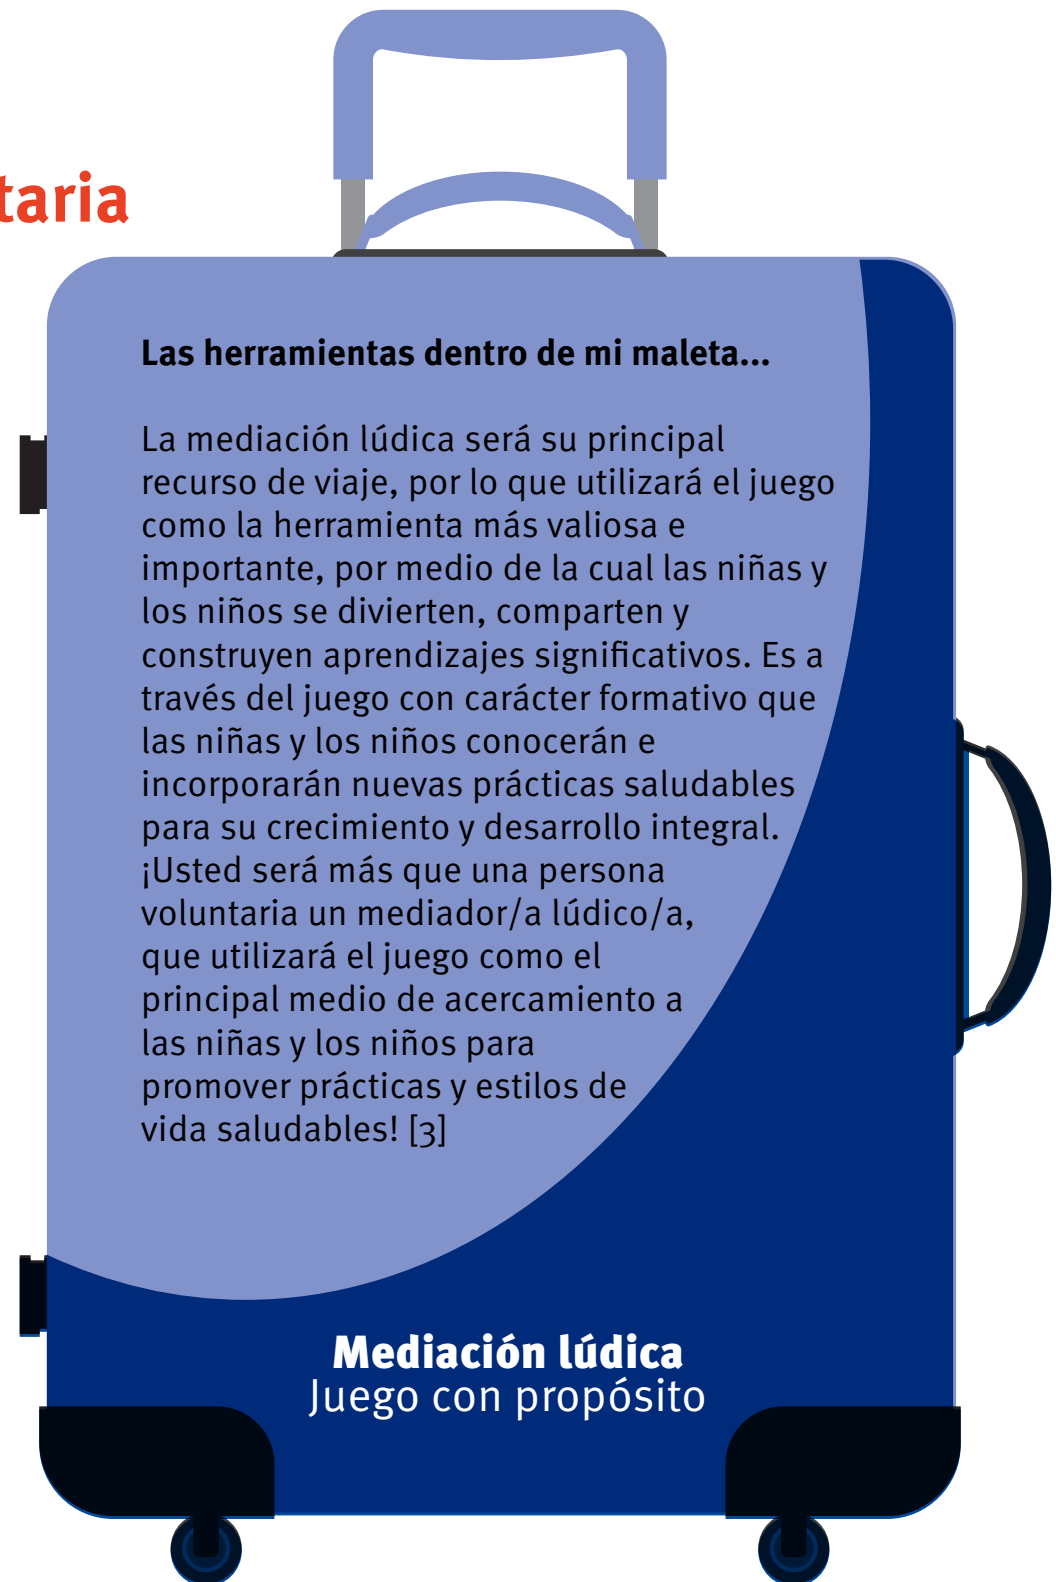 taria
Las herramientas dentro de mi maleta...
La mediación lúdica será su principal
recurso de viaje, por lo que utilizará el juego
como la herramienta más valiosa e
importante, por medio de la cual las niñas y
los niños se divierten, comparten y
construyen aprendizajes significativos. Es a
través del juego con carácter formativo que
las niñas y los niños conocerán e
incorporarán nuevas prácticas saludables
para su crecimiento y desarrollo integral.
¡Usted será más que una persona
voluntaria un mediador/a lúdico/a,
que utilizará el juego como el
principal medio de acercamiento a
las niñas y los niños para
promover prácticas y estilos de
vida saludables! [3]
Mediación lúdica
Juego con propósito